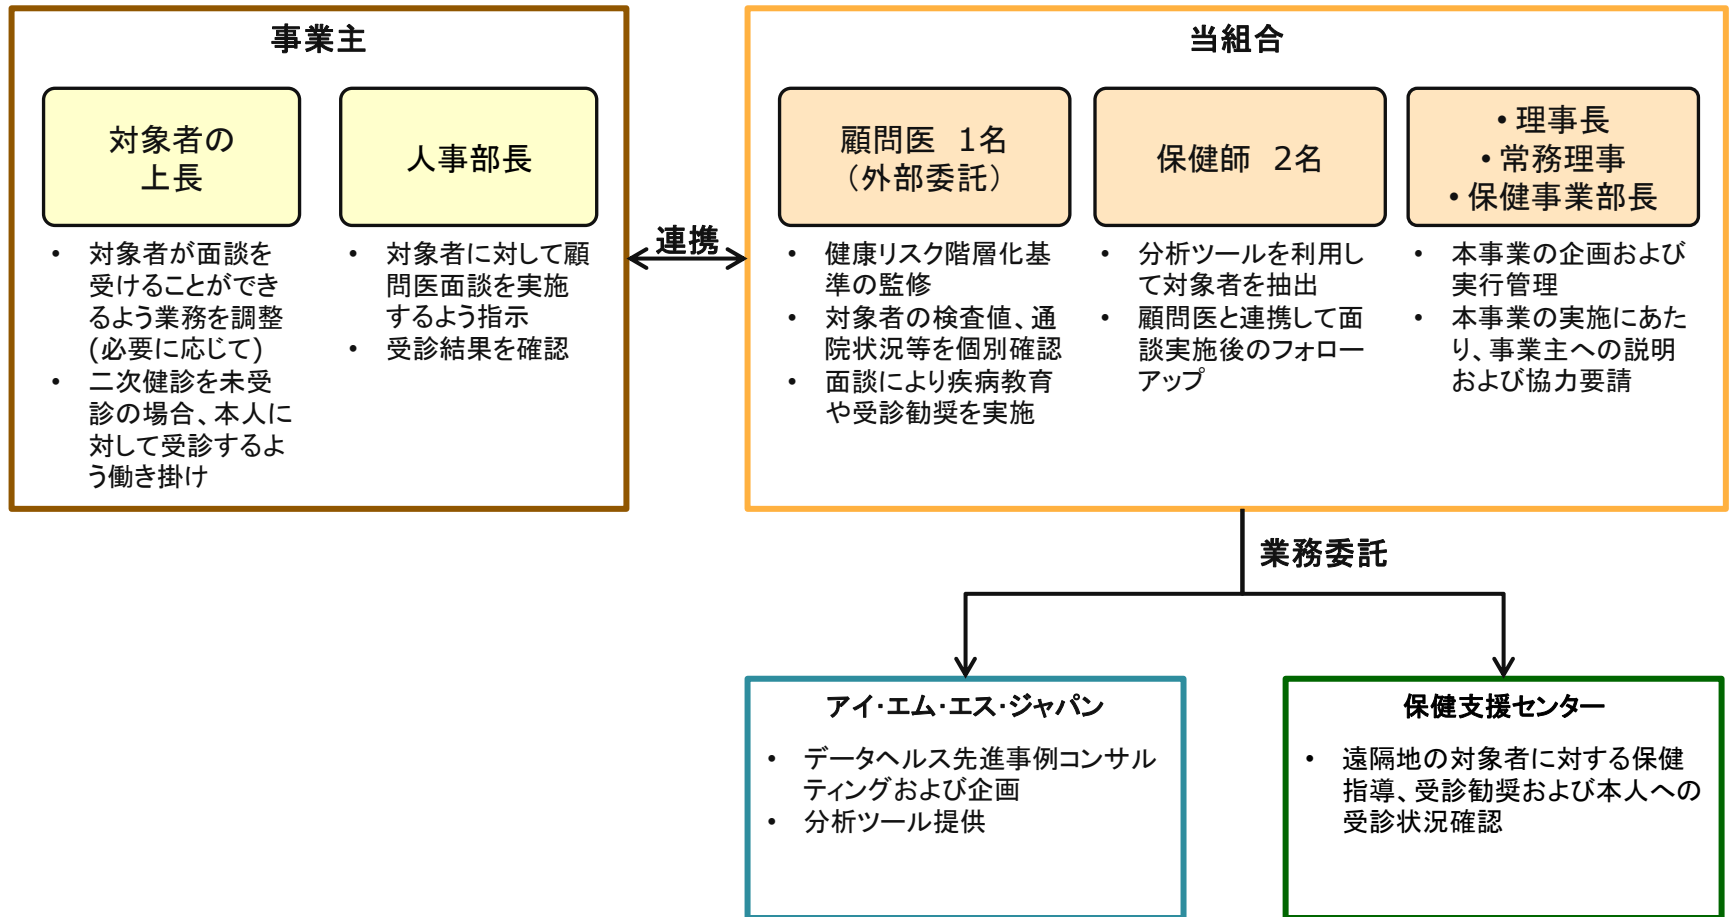 事業主
対象者の
上長
• 対象者が面談を
受けることができ
るよう業務を調整
(必要に応じて)
• 二次健診を未受
診の場合、本人に
対して受診するよ
う働き掛け
人事部長
• 対象者に対して顧
問医面談を実施
するよう指示
• 受診結果を確認
連携
当組合
顧問医 1名
（外部委託）
• 健康リスク階層化基
準の監修
• 対象者の検査値、通
院状況等を個別確認
• 面談により疾病教育
や受診勧奨を実施
保健師 2名
• 分析ツールを利用し
て対象者を抽出
• 顧問医と連携して面
談実施後のフォロー
アップ
• 理事長
• 常務理事
• 保健事業部長
• 本事業の企画および
実行管理
• 本事業の実施にあた
り、事業主への説明
および協力要請
業務委託
アイ・エム・エス・ジャパン
• データヘルス先進事例コンサル
ティングおよび企画
• 分析ツール提供
保健支援センター
• 遠隔地の対象者に対する保健
指導、受診勧奨および本人への
受診状況確認